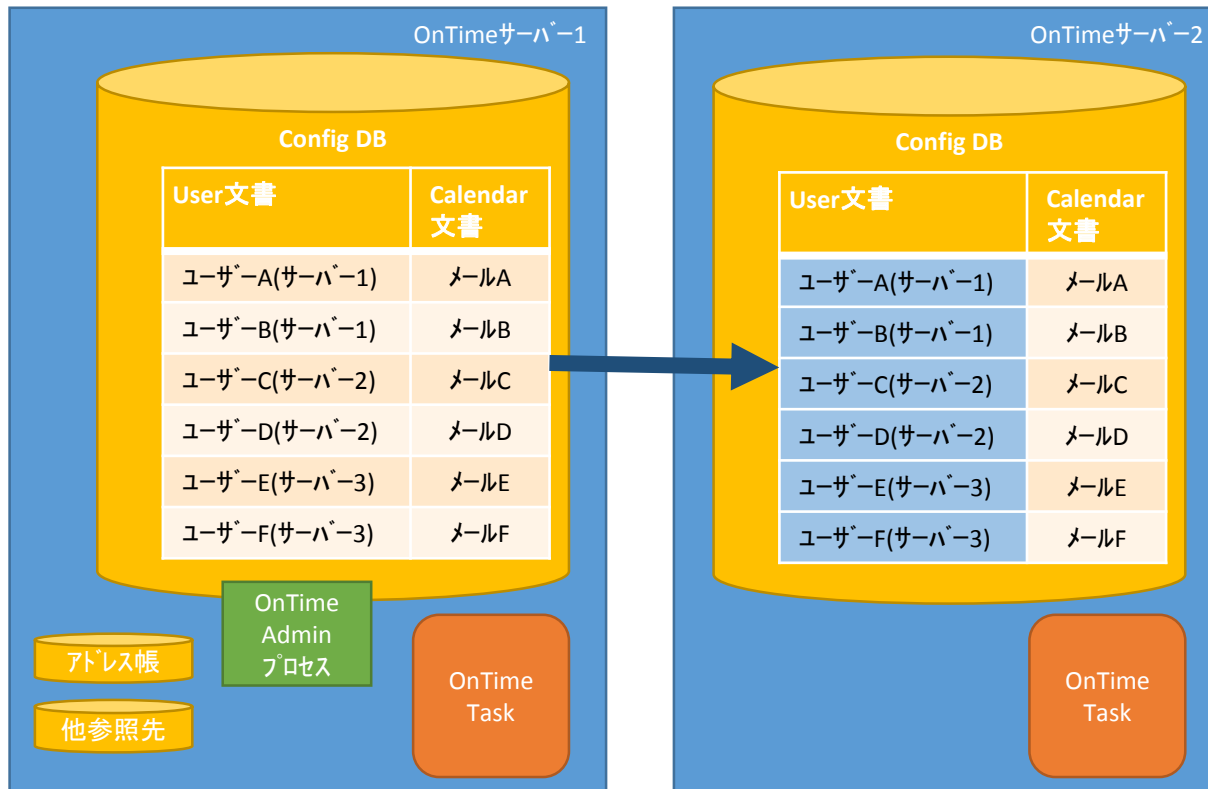 OnTimeｻｰﾊﾞｰ1
Config DB
User文書 Calendar
文書
ﾕｰｻﾞｰA(ｻｰﾊﾞｰ1) ﾒｰﾙA
ﾕｰｻﾞｰB(ｻｰﾊﾞｰ1) ﾒｰﾙB
ﾕｰｻﾞｰC(ｻｰﾊﾞｰ2) ﾒｰﾙC
ﾕｰｻﾞｰD(ｻｰﾊﾞｰ2) ﾒｰﾙD
ﾕｰｻﾞｰE(ｻｰﾊﾞｰ3) ﾒｰﾙE
ﾕｰｻﾞｰF(ｻｰﾊﾞｰ3) ﾒｰﾙF
OnTime
Admin
ﾌﾟﾛｾｽ
ｱﾄﾞﾚｽ帳
他参照先
OnTime
Task
OnTimeｻｰﾊﾞｰ2
Config DB
User文書 Calendar
文書
ﾕｰｻﾞｰA(ｻｰﾊﾞｰ1) ﾒｰﾙA
ﾕｰｻﾞｰB(ｻｰﾊﾞｰ1) ﾒｰﾙB
ﾕｰｻﾞｰC(ｻｰﾊﾞｰ2) ﾒｰﾙC
ﾕｰｻﾞｰD(ｻｰﾊﾞｰ2) ﾒｰﾙD
ﾕｰｻﾞｰE(ｻｰﾊﾞｰ3) ﾒｰﾙE
ﾕｰｻﾞｰF(ｻｰﾊﾞｰ3) ﾒｰﾙF
OnTime
Task